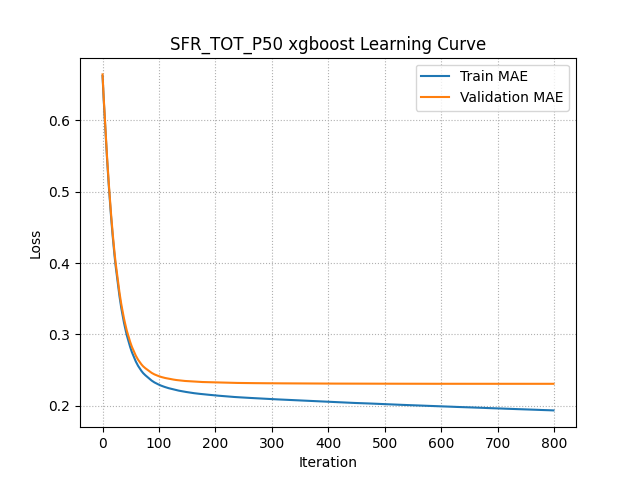 SFR_TOT_P50 xgboost Learning Curve
Train MAE
Validation MAE
0.6
0.5
0.4
0.3
0.2
Loss
0 100 200 300 400 500 600 700 800
Iteration